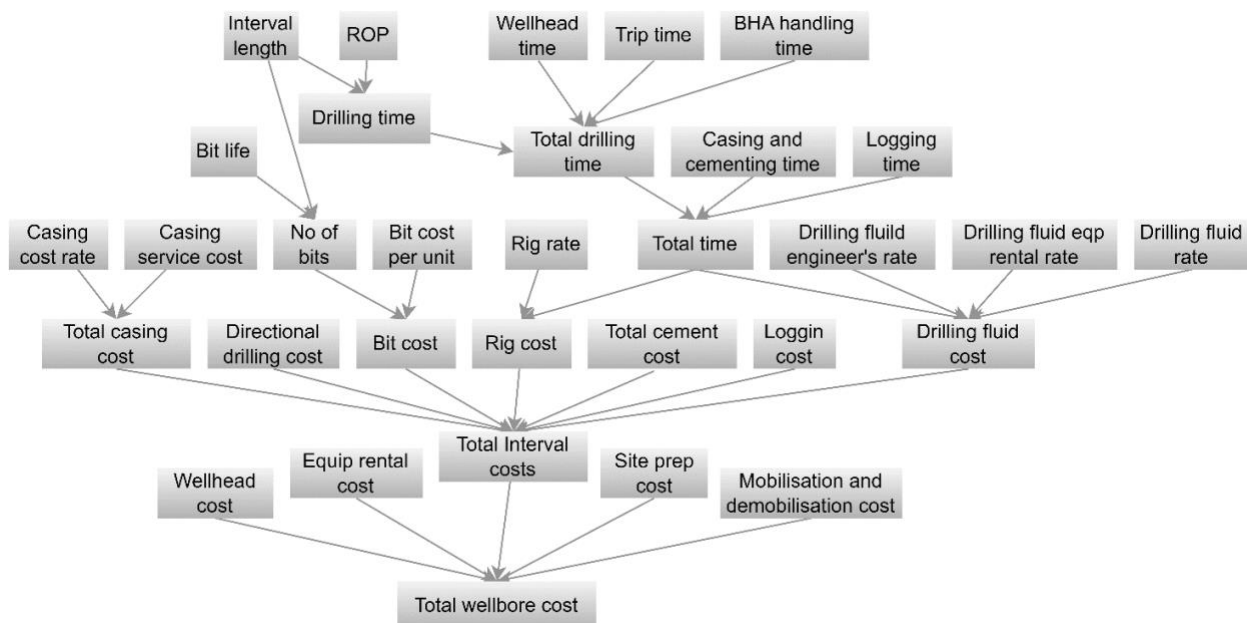 Interval
length
ROP
Wellhead
time
Trip time
BHA handling
time
Drilling time
Bit life
Total drilling
time
Casing and
cementing time
Logging
time
Casing
cost rate
Casing
service cost
No of
bits
Bit cost
per unit
Rig rate
Total time
Drilling fluild
engineer's rate
Drilling fluid eqp
rental rate
Drilling fluid
rate
Total casing
cost
Directional
drilling cost
Bit cost
Rig cost
Total cement
cost
Loggin
cost
Drilling fluid
cost
Total Interval
costs
Wellhead
cost
Equip rental
cost
Site prep
cost
Mobilisation and
demobilisation cost
Total wellbore cost